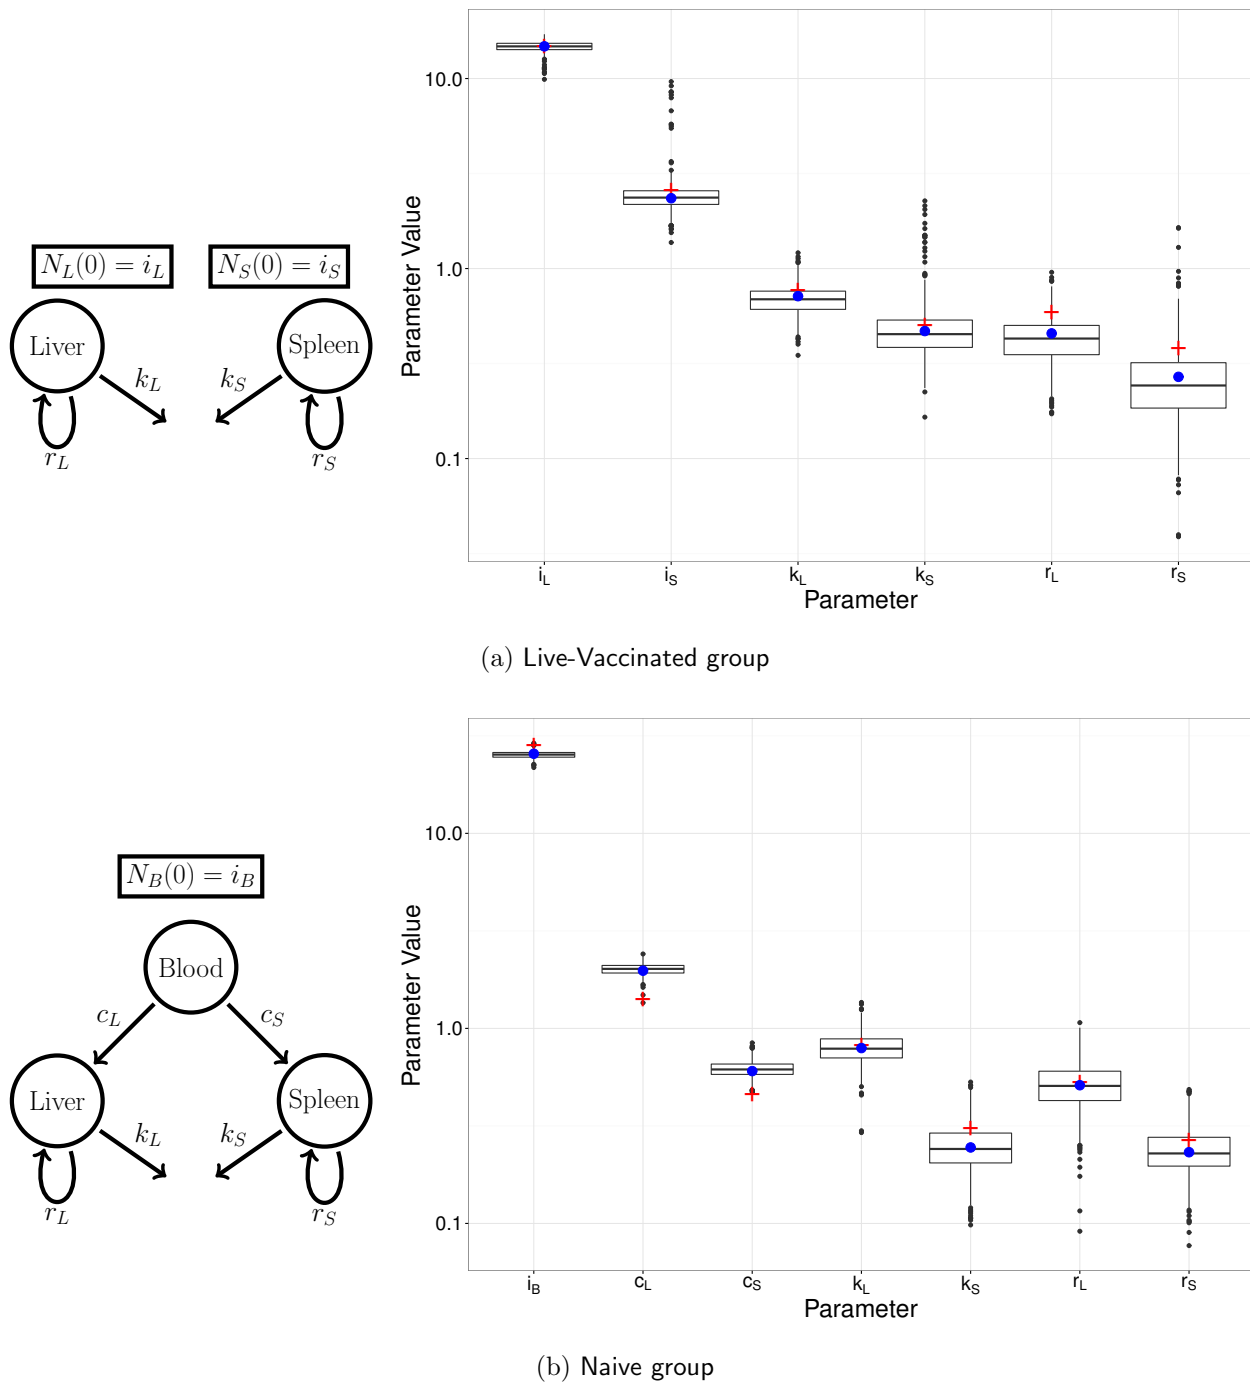 N_L(0) = i_L
N_S(0) = i_S
Liver
Spleen
k_L
k_S
r_L
r_S
Parameter Value
10.0
1.0
0.1
i_L
i_S
k_L
k_S
r_L
r_S
Parameter
(a) Live-Vaccinated group
N_B(0) = i_B
Blood
c_L
c_S
Liver
Spleen
k_L
k_S
r_L
r_S
Parameter Value
10.0
1.0
0.1
i_B
c_L
c_S
k_L
k_S
r_L
r_S
Parameter
(b) Naive group